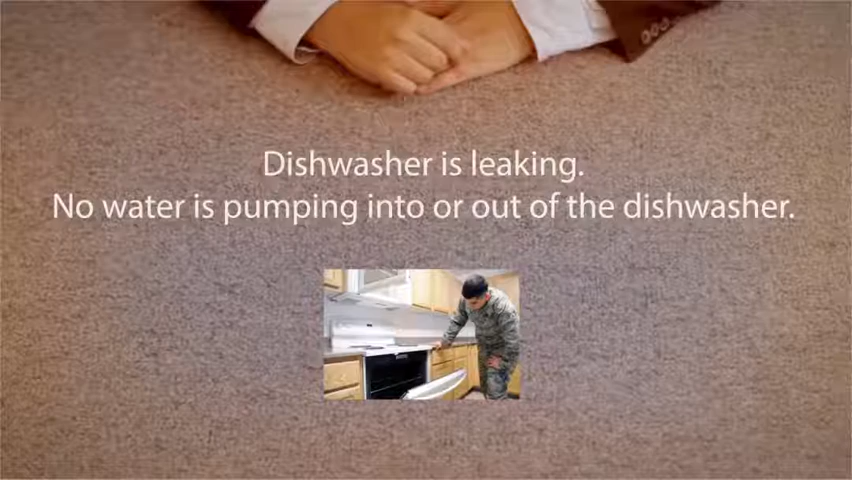 Dishwasher is leaking.
No water is pumping into or out of the dishwasher.